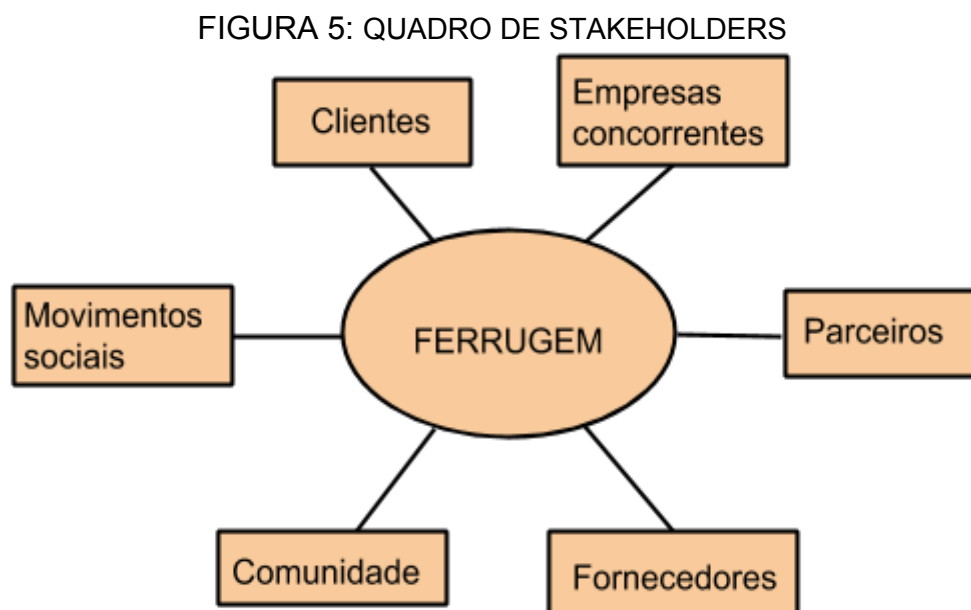 FIGURA 5: QUADRO DE STAKEHOLDERS
Clientes
Empresas
concorrentes
Movimentos
sociais
FERRUGEM
Parceiros
Comunidade
Fornecedores